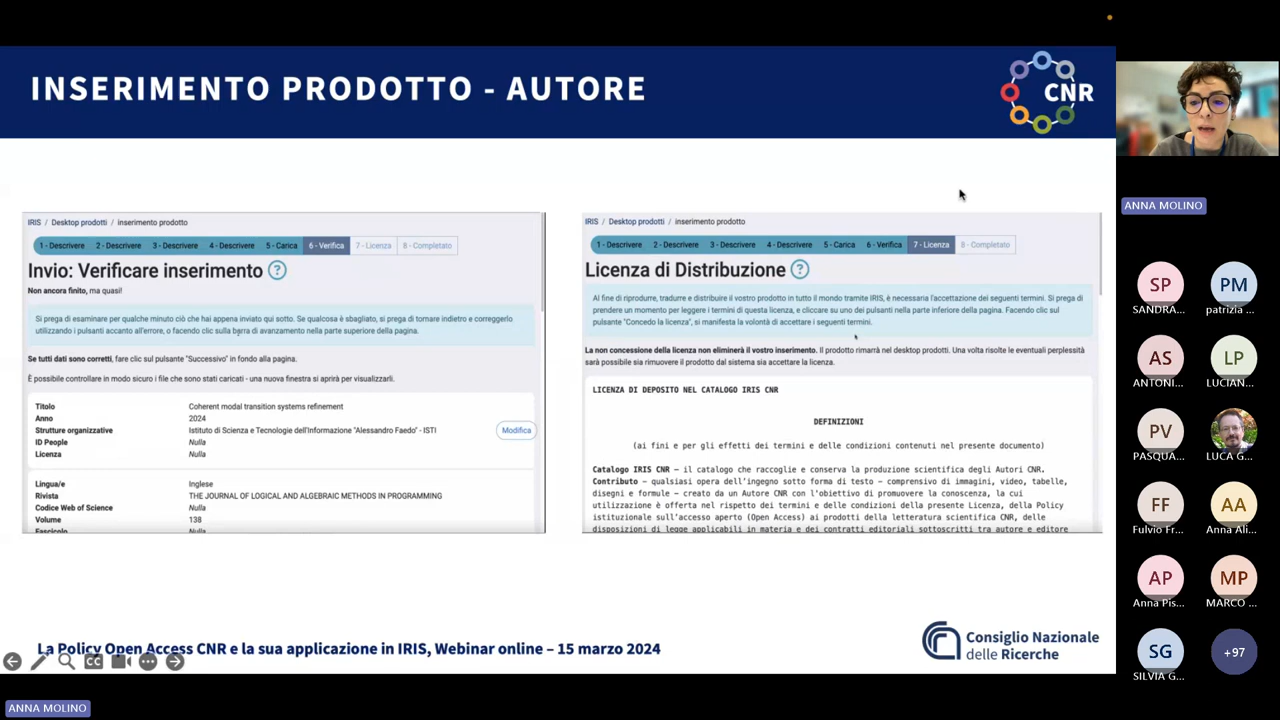 INSERIMENTO PRODOTTO - AUTORE
CNR
IRIS / Desktop prodotti / inserimento prodotto
1 - Descrivere 2 - Descrivere 3 - Descrivere 4 - Descrivere 5 - Carica 6 - Verifica 7 - Licenza 8 - Completato
Invio: Verificare inserimento ?
Non ancora finito, ma quasi!
Si prega di esaminare per qualche minuto ciò che hai appena inviato qui sotto. Se qualcosa è sbagliato, si prega di tornare indietro e correggerlo
utilizzando i pulsanti accanto all'errore, o facendo clic sulla barra di avanzamento nella parte superiore della pagina.
Se tutti dati sono corretti, fare clic sul pulsante "Successivo" in fondo alla pagina.
È possibile controllare in modo sicuro i file che sono stati caricati - una nuova finestra si aprirà per visualizzarli.
Titolo Coherent modal transition systems refinement
Anno 2024
Strutture organizzative Istituto di Scienza e Tecnologie dell'Informazione "Alessandro Faedo" - ISTI Modifica
ID People Nulla
Licenza Nulla
Lingua/e Inglese
Rivista THE JOURNAL OF LOGICAL AND ALGEBRAIC METHODS IN PROGRAMMING
Codice Web of Science Nulla
Volume 138
Fascicolo Nulla
IRIS / Desktop prodotti / inserimento prodotto
1 - Descrivere 2 - Descrivere 3 - Descrivere 4 - Descrivere 5 - Carica 6 - Verifica 7 - Licenza 8 - Completato
Licenza di Distribuzione ?
Al fine di riprodurre, tradurre e distribuire il vostro prodotto in tutto il mondo tramite IRIS, è necessaria l'accettazione dei seguenti termini. Si prega di
prendere un momento per leggere i termini di questa licenza, e cliccare su uno dei pulsanti nella parte inferiore della pagina. Facendo clic sul
pulsante "Concedo la licenza", si manifesta la volontà di accettare i seguenti termini.
La non concessione della licenza non eliminerà il vostro inserimento. Il prodotto rimarrà nel desktop prodotti. Una volta risolte le eventuali perplessità
sarà possibile sia rimuovere il prodotto dal sistema sia accettare la licenza.
LICENZA DI DEPOSITO NEL CATALOGO IRIS CNR
DEFINIZIONI
(ai fini e per gli effetti dei termini e delle condizioni contenuti nel presente documento)
Catalogo IRIS CNR – il catalogo che raccoglie e conserva la produzione scientifica degli Autori CNR.
Contributo – qualsiasi opera dell'ingegno sotto forma di testo – comprensivo di immagini, video, tabelle,
disegni e formule – creato da un Autore CNR con l'obiettivo di promuovere la conoscenza, la cui
utilizzazione è offerta nel rispetto dei termini e delle condizioni della presente Licenza, della Policy
istituzionale sull'accesso aperto (Open Access) ai prodotti della letteratura scientifica CNR, delle
disposizioni di legge applicabili in materia e dei contratti editoriali sottoscritti tra autore e editore
La Policy Open Access CNR e la sua applicazione in IRIS, Webinar online – 15 marzo 2024
CC
Consiglio Nazionale
delle Ricerche
ANNA MOLINO
ANNA MOLINO
SP PM
SANDRA... patrizia ...
AS LP
ANTONI... LUCIAN...
PV
PASQUA... LUCA G...
FF AA
Fulvio Fr... Anna Ali...
AP MP
Anna Pis... MARCO ...
SG +97
SILVIA G...